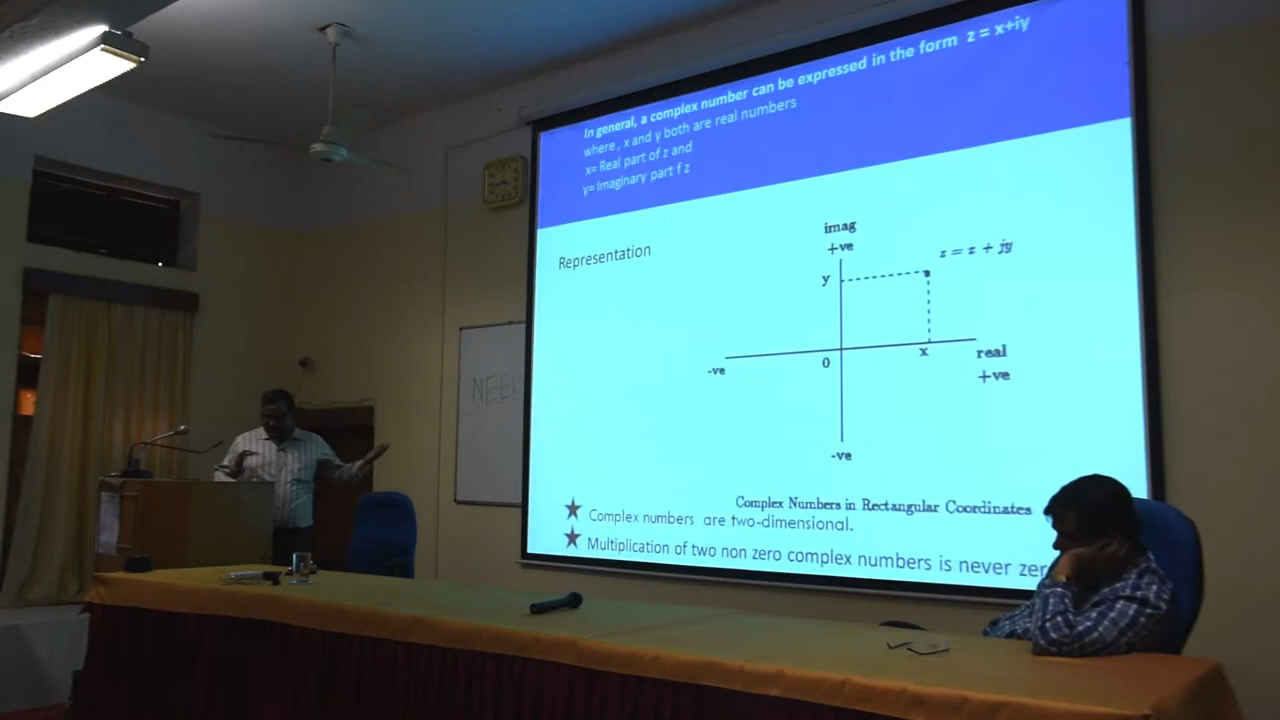 In general, a complex number can be expressed in the form z = x+iy
where , x and y both are real numbers
x= Real part of z and
y= Imaginary part f z
Representation
imag
+ve
z = x + jy
y
0
x
real
-ve
+ve
-ve
NEEL
Complex Numbers in Rectangular Coordinates
★ Complex numbers are two-dimensional.
★ Multiplication of two non zero complex numbers is never zer